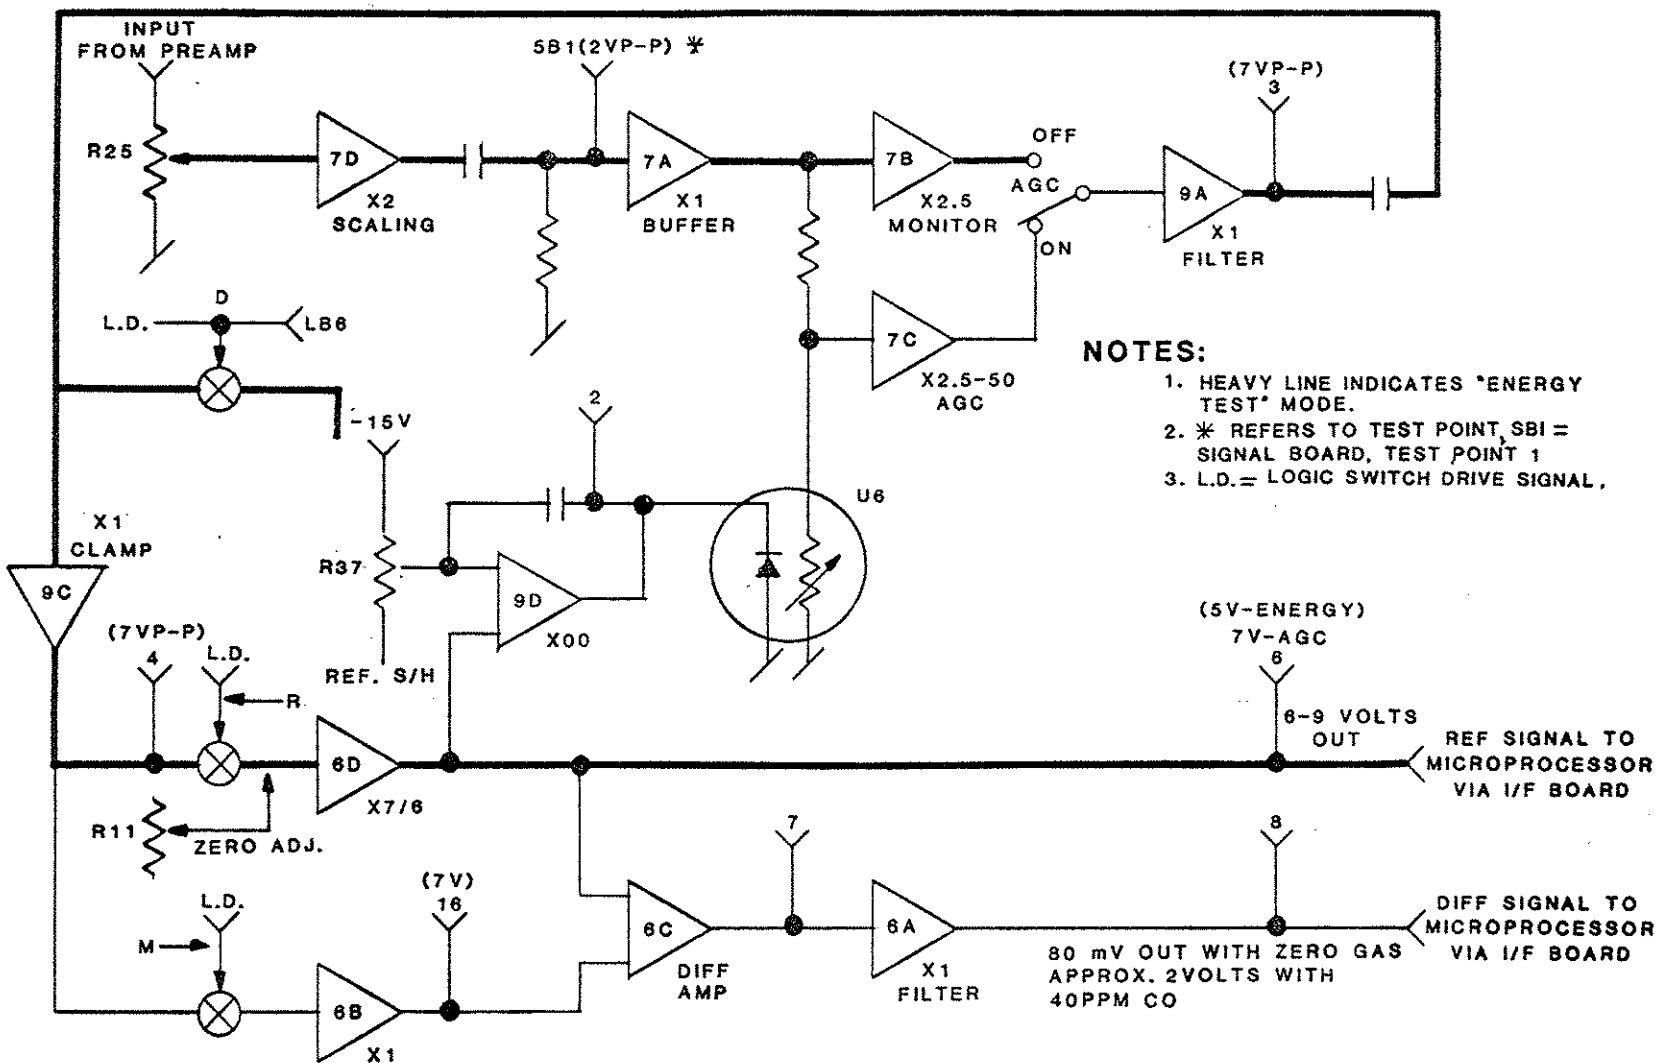 INPUT
FROM PREAMP
R25
7D
X2
SCALING
5B1(2VP-P) *
7A
X1
BUFFER
7B
X2.5
MONITOR
OFF
AGC
ON
9A
X1
FILTER
(7VP-P)
3
D
L.D.
LB6
7C
X2.5-50
AGC
NOTES:
1. HEAVY LINE INDICATES "ENERGY
TEST" MODE.
2. * REFERS TO TEST POINT, SBI =
SIGNAL BOARD, TEST POINT 1
3. L.D.= LOGIC SWITCH DRIVE SIGNAL.
-15V
2
U6
X1
CLAMP
9C
R37
9D
X00
REF. S/H
(7VP-P)
4
L.D.
R
6D
X7/6
R11
ZERO ADJ.
(5V-ENERGY)
7V-AGC
6
6-9 VOLTS
OUT
REF SIGNAL TO
MICROPROCESSOR
VIA I/F BOARD
L.D.
M
6B
X1
(7V)
16
6C
DIFF
AMP
7
6A
X1
FILTER
8
80 mV OUT WITH ZERO GAS
APPROX. 2VOLTS WITH
40PPM CO
DIFF SIGNAL TO
MICROPROCESSOR
VIA I/F BOARD